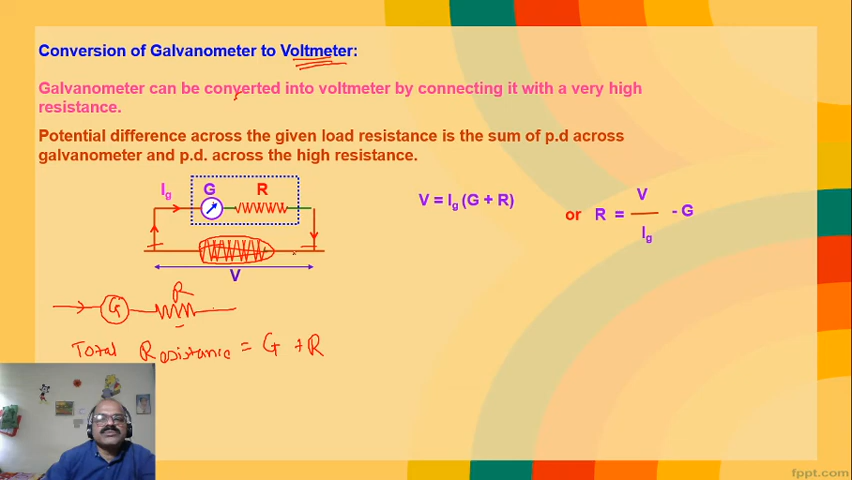 Conversion of Galvanometer to Voltmeter:
Galvanometer can be converted into voltmeter by connecting it with a very high
resistance.
Potential difference across the given load resistance is the sum of p.d across
galvanometer and p.d. across the high resistance.
Ig G R
V = Ig (G + R)
or R = V / Ig - G
V
G R
Total Resistance = G + R
fppt.com